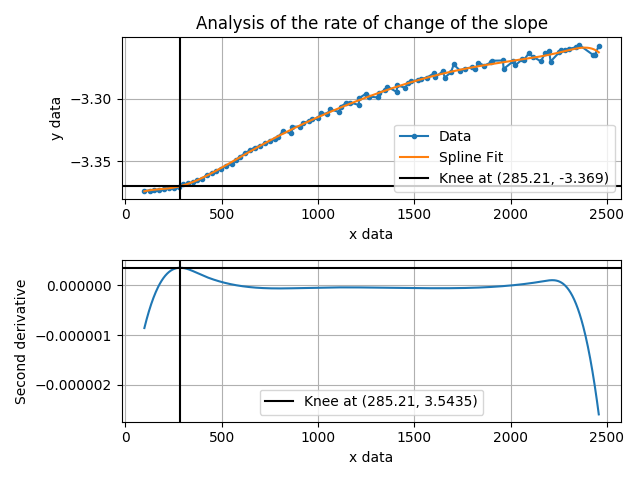 Analysis of the rate of change of the slope
y data
−3.30
−3.35
Data
Spline Fit
Knee at (285.21, -3.369)
0 500 1000 1500 2000 2500
x data
Second derivative
0.000000
−0.000001
−0.000002
Knee at (285.21, 3.5435)
0 500 1000 1500 2000 2500
x data